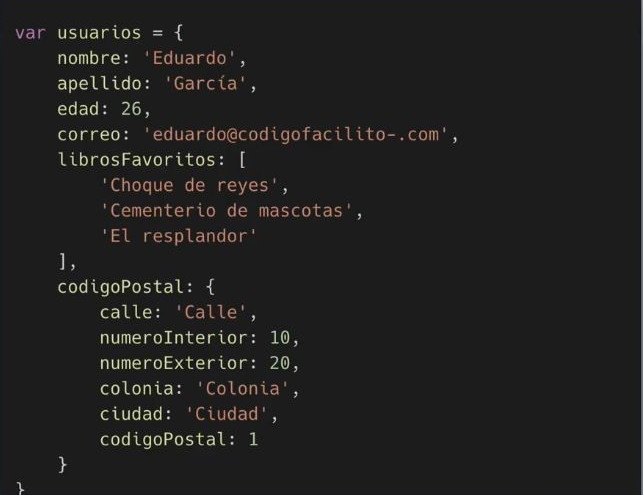 var usuarios = {
    nombre: 'Eduardo',
    apellido: 'García',
    edad: 26,
    correo: 'eduardo@codigofacilito-.com',
    librosFavoritos: [
        'Choque de reyes',
        'Cementerio de mascotas',
        'El resplandor'
    ],
    codigoPostal: {
        calle: 'Calle',
        numeroInterior: 10,
        numeroExterior: 20,
        colonia: 'Colonia',
        ciudad: 'Ciudad',
        codigoPostal: 1
    }
}